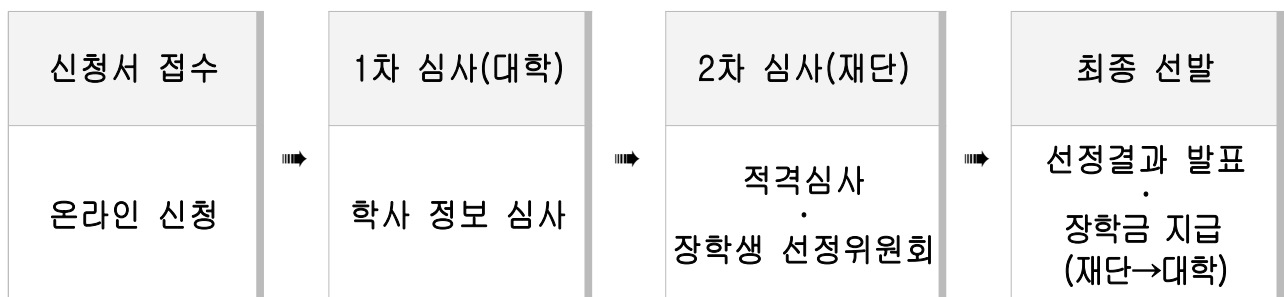 신청서 접수
1차 심사(대학)
2차 심사(재단)
최종 선발
온라인 신청
➠
학사 정보 심사
➠
적격심사
·
장학생 선정위원회
➠
선정결과 발표
·
장학금 지급
(재단→대학)